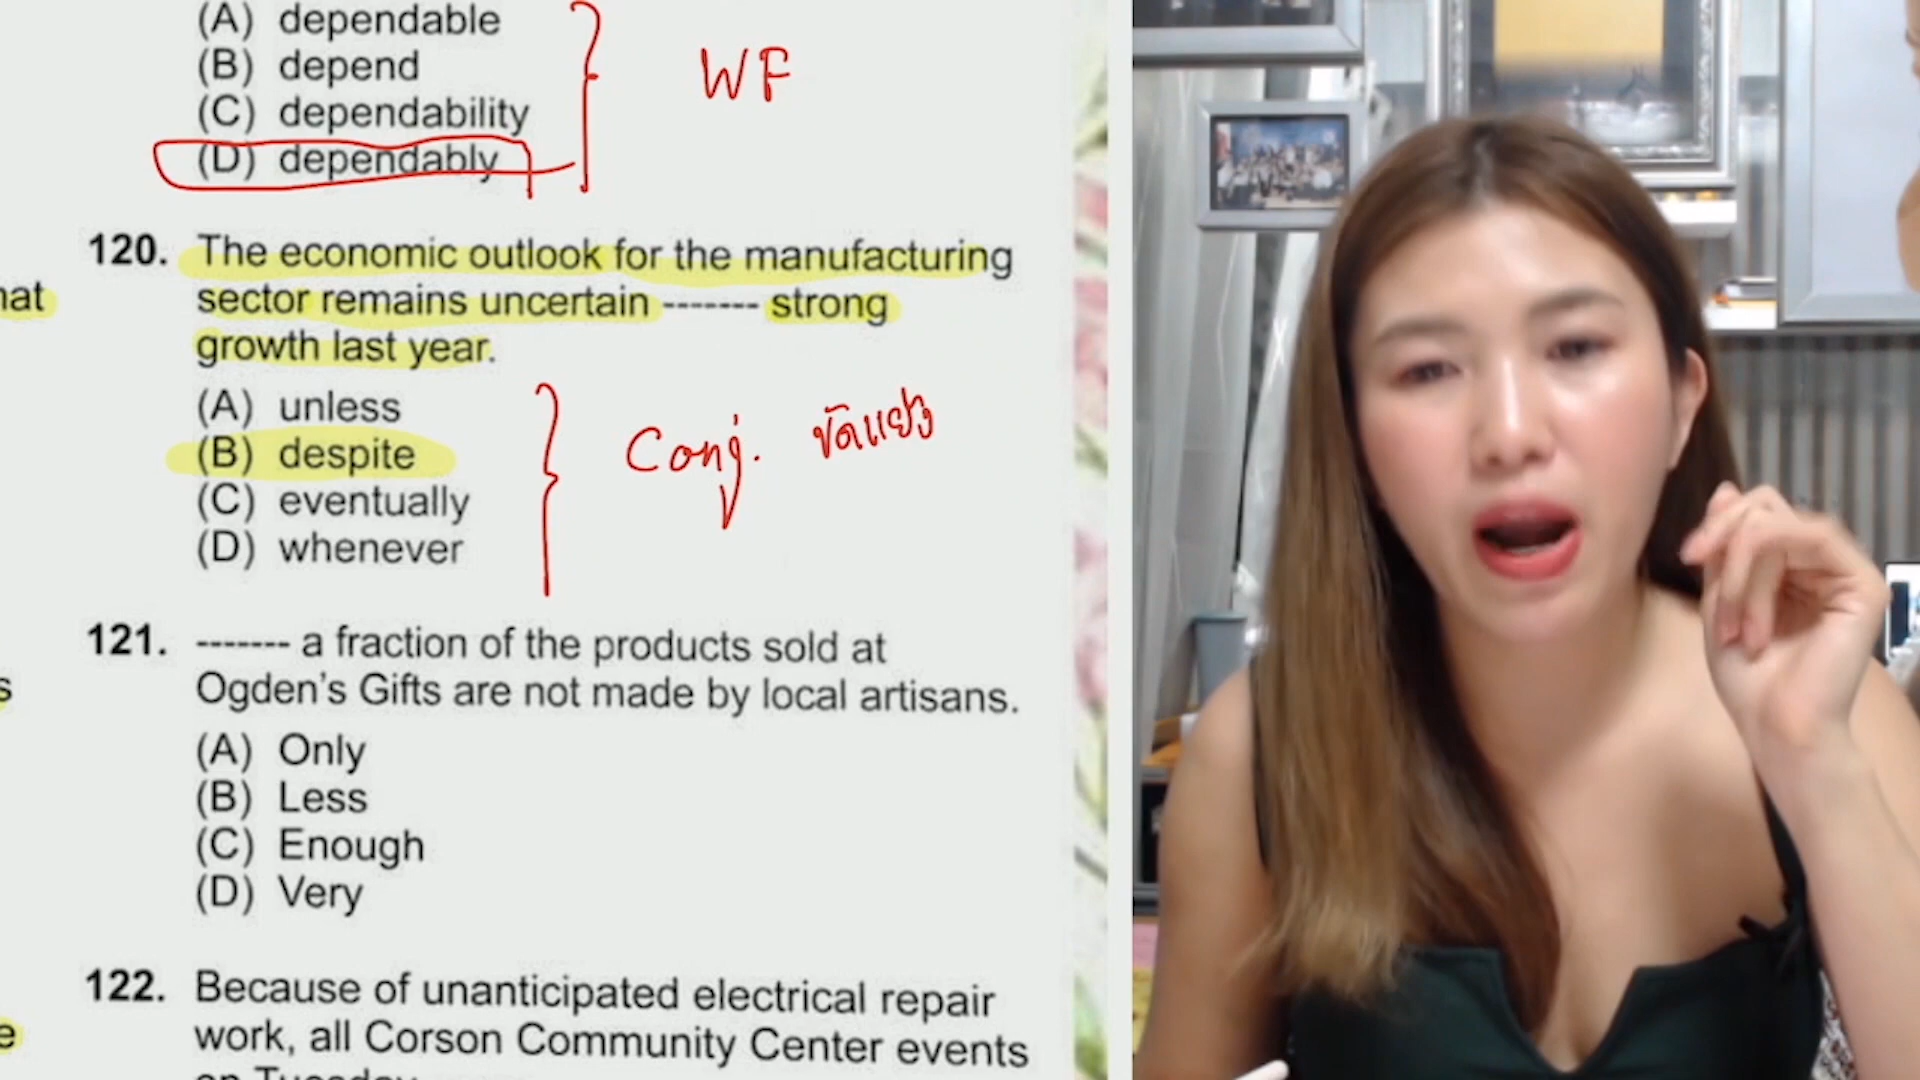 (A) dependable
(B) depend
(C) dependability
(D) dependably
WF
120. The economic outlook for the manufacturing
sector remains uncertain ------- strong
growth last year.
(A) unless
(B) despite
(C) eventually
(D) whenever
Conj. ขัดแย้ง
121. ------- a fraction of the products sold at
Ogden's Gifts are not made by local artisans.
(A) Only
(B) Less
(C) Enough
(D) Very
122. Because of unanticipated electrical repair
work, all Corson Community Center events
on Tuesday